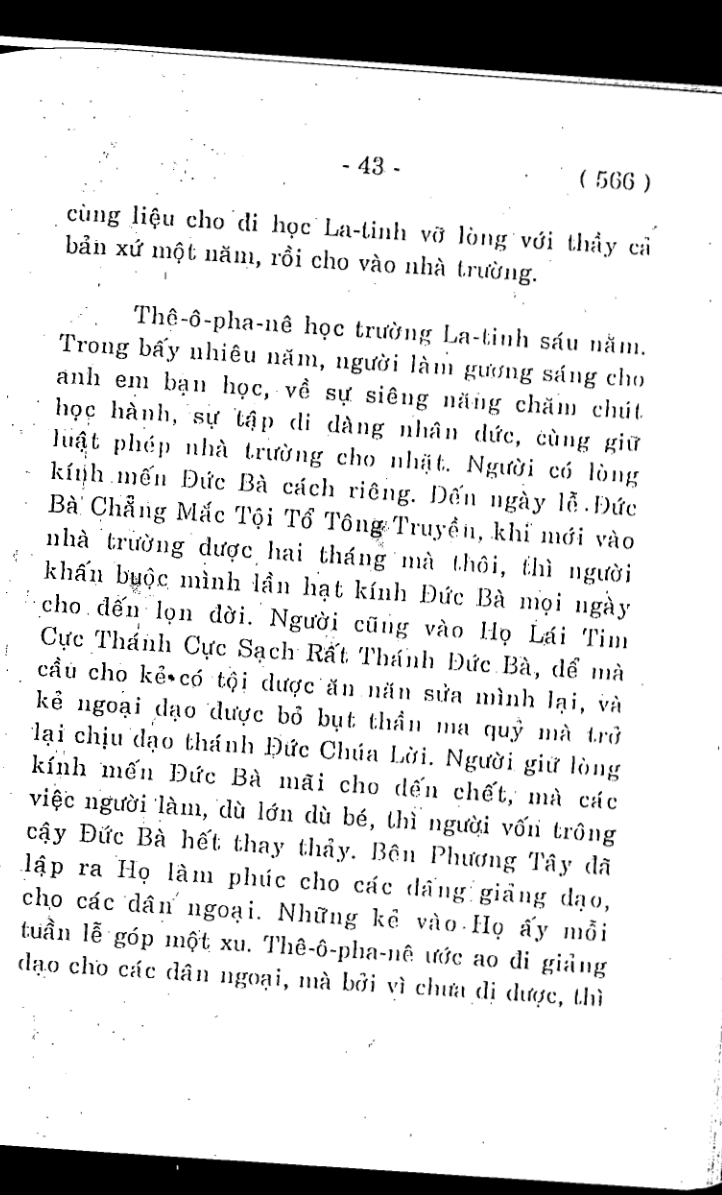 - 43 -
( 566 )
cùng liệu cho đi học La-tinh vỡ lòng với thầy cả
bản xứ một năm, rồi cho vào nhà trường.
Thê-ô-pha-nê học trường La-tinh sáu năm.
Trong bấy nhiêu năm, người làm gương sáng cho
anh em bạn học, về sự siêng năng chăm chút
học hành, sự tập đi đàng nhân đức, cùng giữ
luật phép nhà trường cho nhặt. Người có lòng
kính mến Đức Bà cách riêng. Đến ngày lễ Đức
Bà Chẳng Mắc Tội Tổ Tông Truyền, khi mới vào
nhà trường được hai tháng mà thôi, thì người
khấn buộc mình lần hạt kính Đức Bà mọi ngày
cho đến lọn đời. Người cũng vào Họ Lái Tim
Cực Thánh Cực Sạch Rất Thánh Đức Bà, để mà
cầu cho kẻ có tội được ăn năn sửa mình lại, và
kẻ ngoại đạo được bỏ bụt thần ma quỷ mà trở
lại chịu đạo thánh Đức Chúa Lời. Người giữ lòng
kính mến Đức Bà mãi cho đến chết, mà các
việc người làm, dù lớn dù bé, thì người vốn trông
cậy Đức Bà hết thay thảy. Bên Phương Tây đã
lập ra Họ làm phúc cho các đấng giảng đạo,
cho các dân ngoại. Những kẻ vào Họ ấy mỗi
tuần lễ góp một xu. Thê-ô-pha-nê ước ao đi giảng
đạo cho các dân ngoại, mà bởi vì chưa đi được, thì